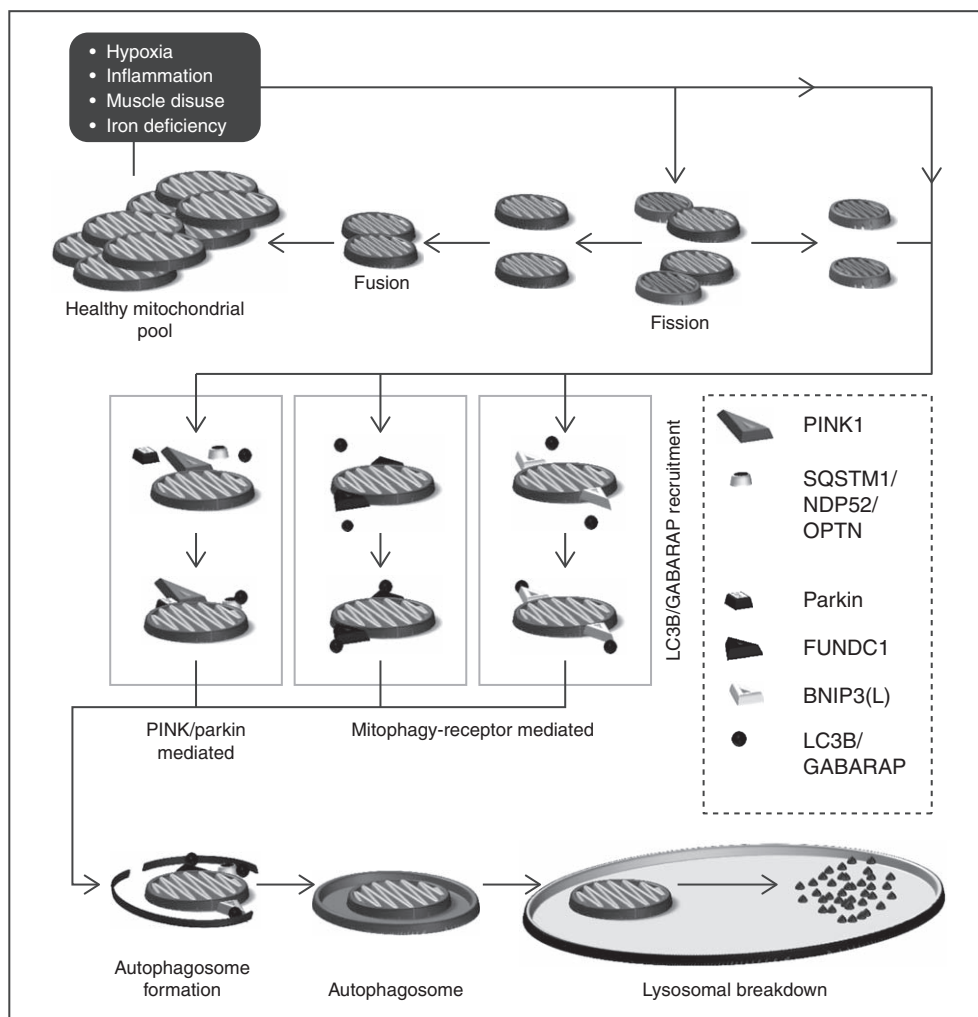 • Hypoxia
• Inflammation
• Muscle disuse
• Iron deficiency
Fusion
Healthy mitochondrial
pool
Fission
LC3B/GABARAP recruitment
PINK1
SQSTM1/
NDP52/
OPTN
Parkin
FUNDC1
BNIP3(L)
LC3B/
GABARAP
PINK/parkin
mediated
Mitophagy-receptor mediated
Autophagosome
formation
Autophagosome
Lysosomal breakdown